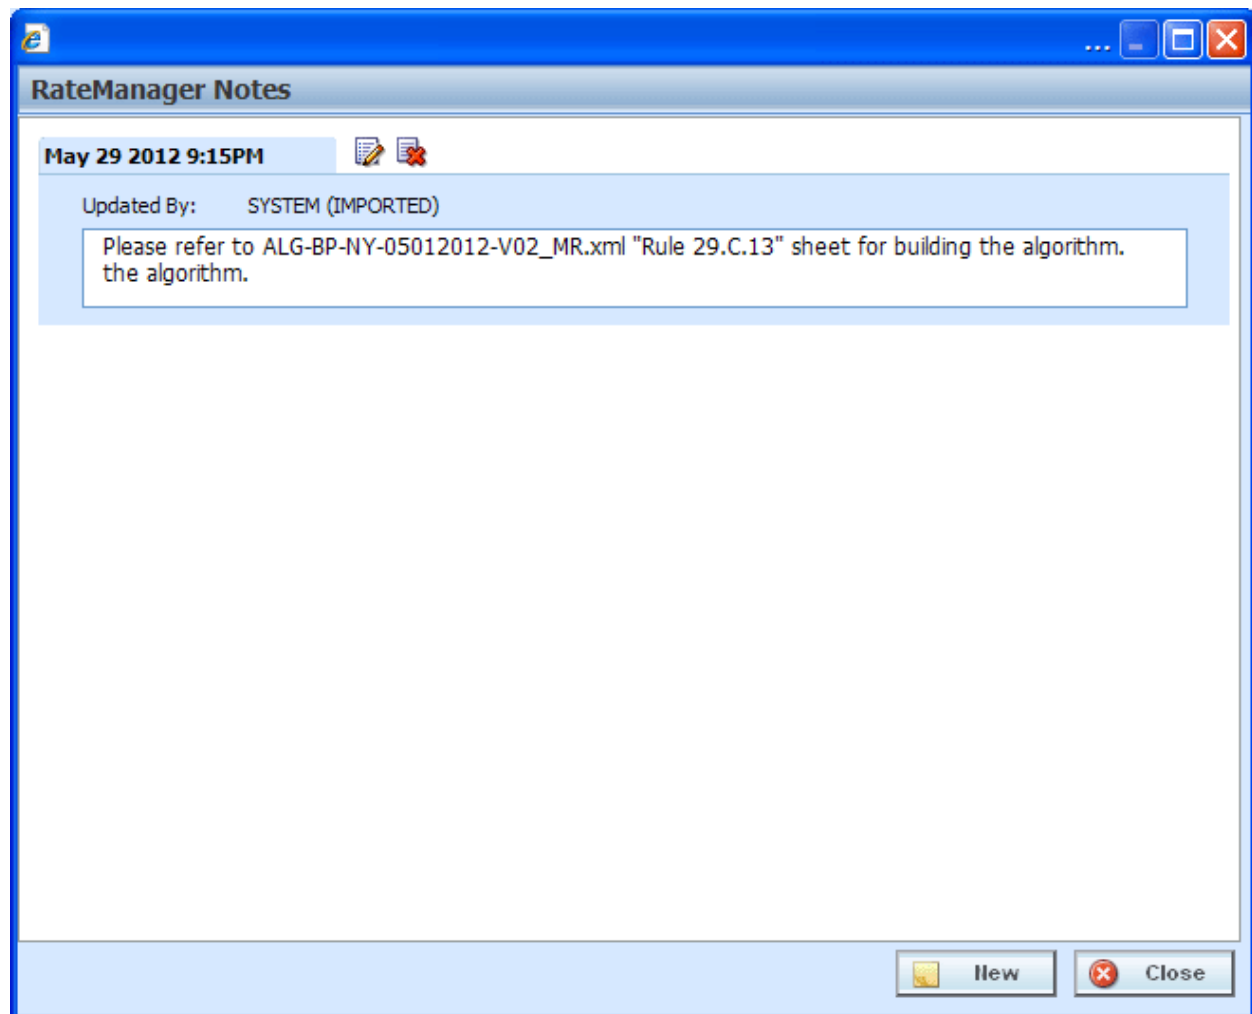 ...
RateManager Notes
May 29 2012 9:15PM
Updated By: SYSTEM (IMPORTED)
Please refer to ALG-BP-NY-05012012-V02_MR.xml "Rule 29.C.13" sheet for building the algorithm.
the algorithm.
New
Close